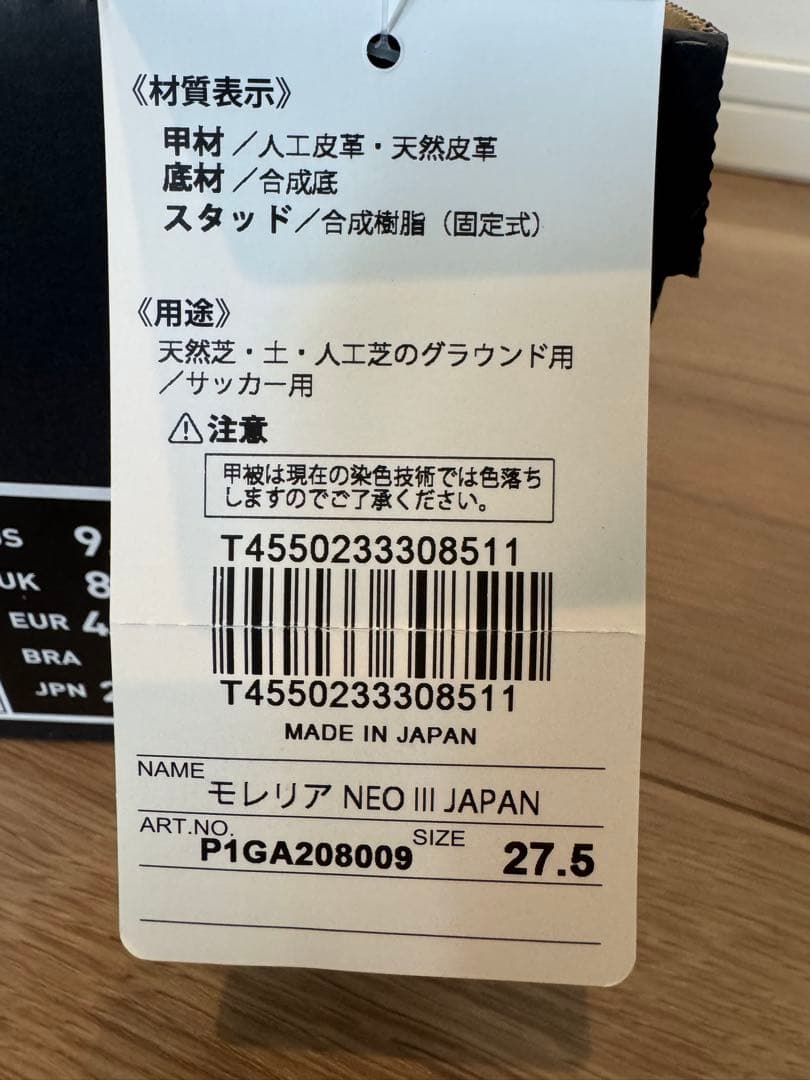 《材質表示》
甲材／人工皮革・天然皮革
底材／合成底
スタッド／合成樹脂（固定式）
《用途》
天然芝・土・人工芝のグラウンド用
／サッカー用
⚠注意
甲被は現在の染色技術では色落ち
しますのでご了承ください。
T4550233308511
T4550233308511
MADE IN JAPAN
NAME モレリア NEO III JAPAN
ART.NO. P1GA208009 SIZE 27.5
UK 8
EUR 4
BRA
JPN 2